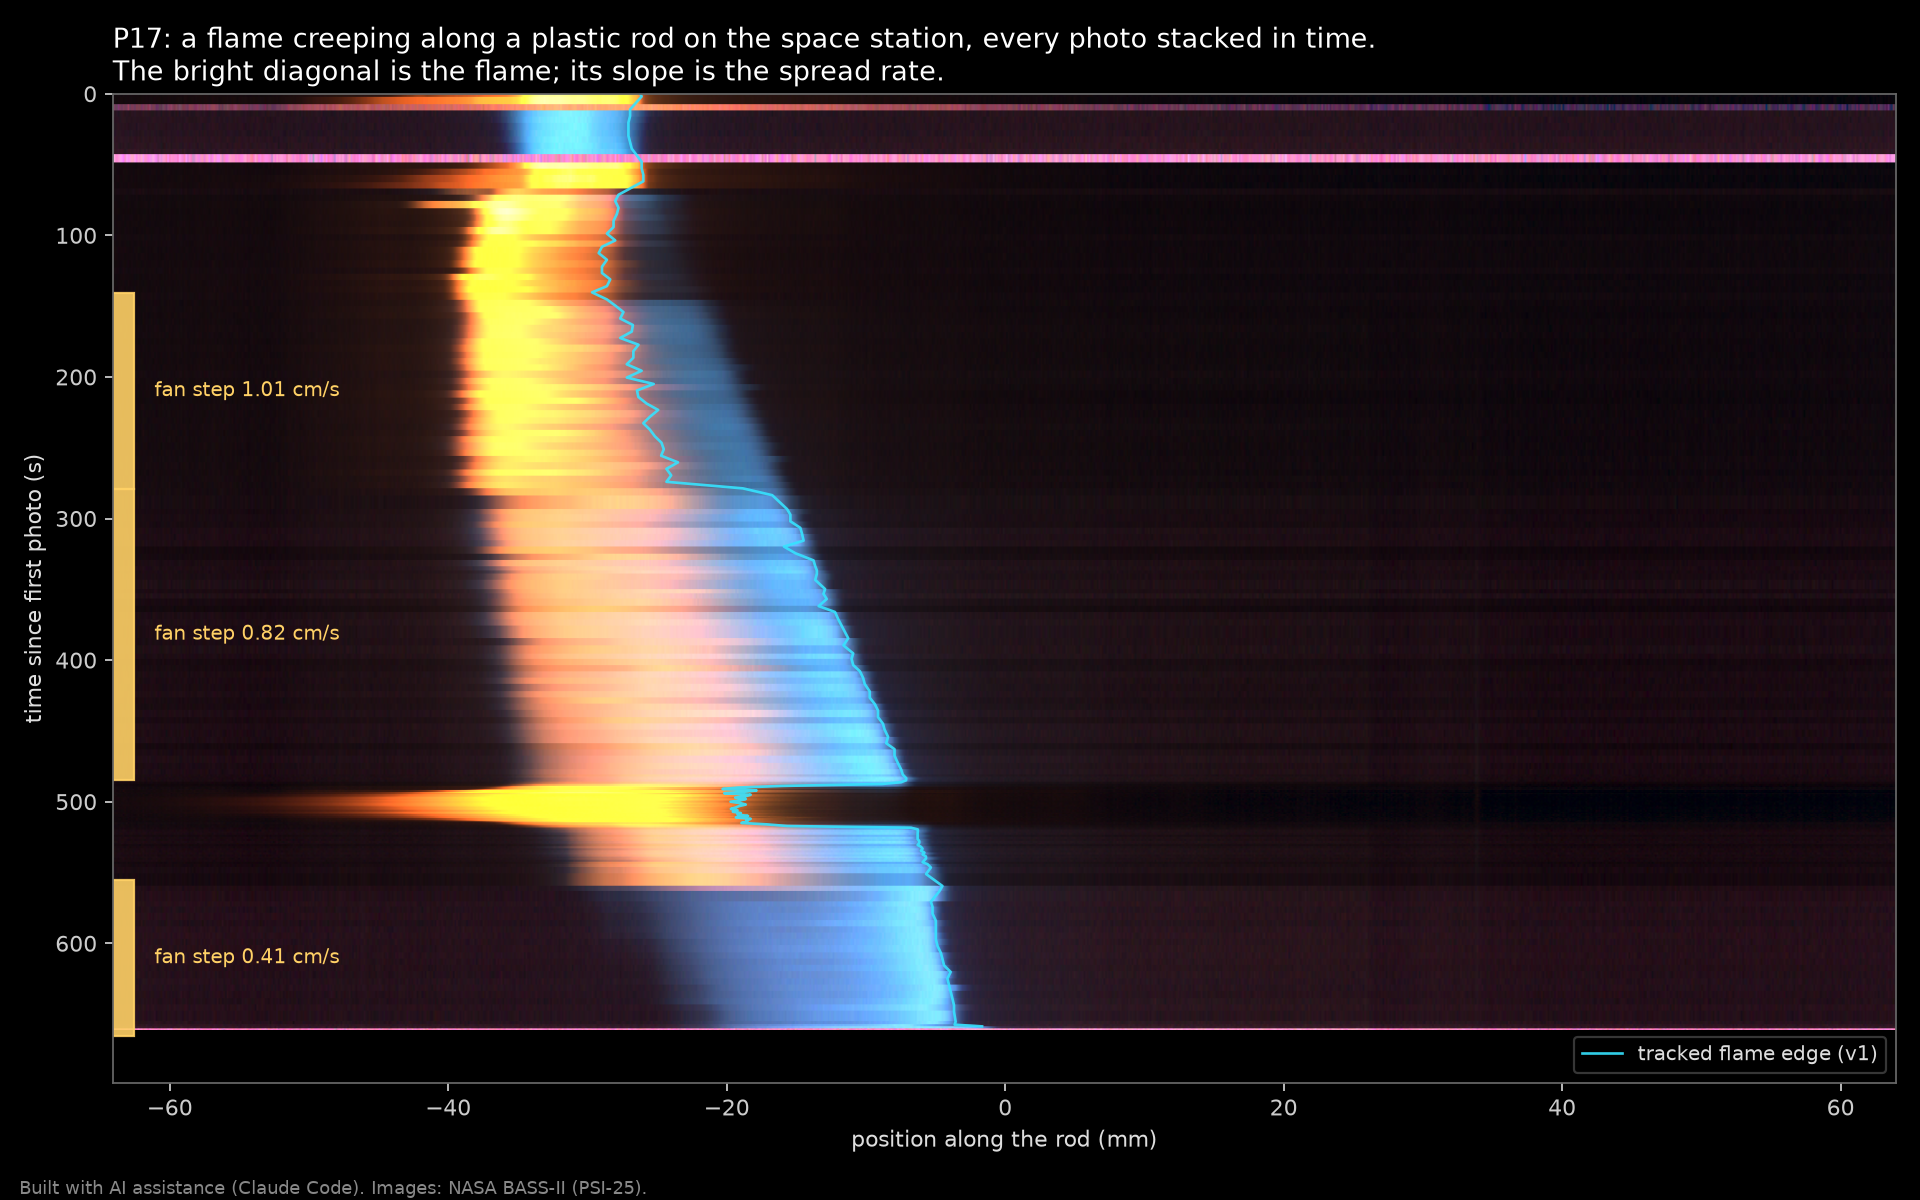 P17: a flame creeping along a plastic rod on the space station, every photo stacked in time.
The bright diagonal is the flame; its slope is the spread rate.
0
100
200
300
400
500
600
time since first photo (s)
fan step 1.01 cm/s
fan step 0.82 cm/s
fan step 0.41 cm/s
tracked flame edge (v1)
−60
−40
−20
0
20
40
60
position along the rod (mm)
Built with AI assistance (Claude Code). Images: NASA BASS-II (PSI-25).